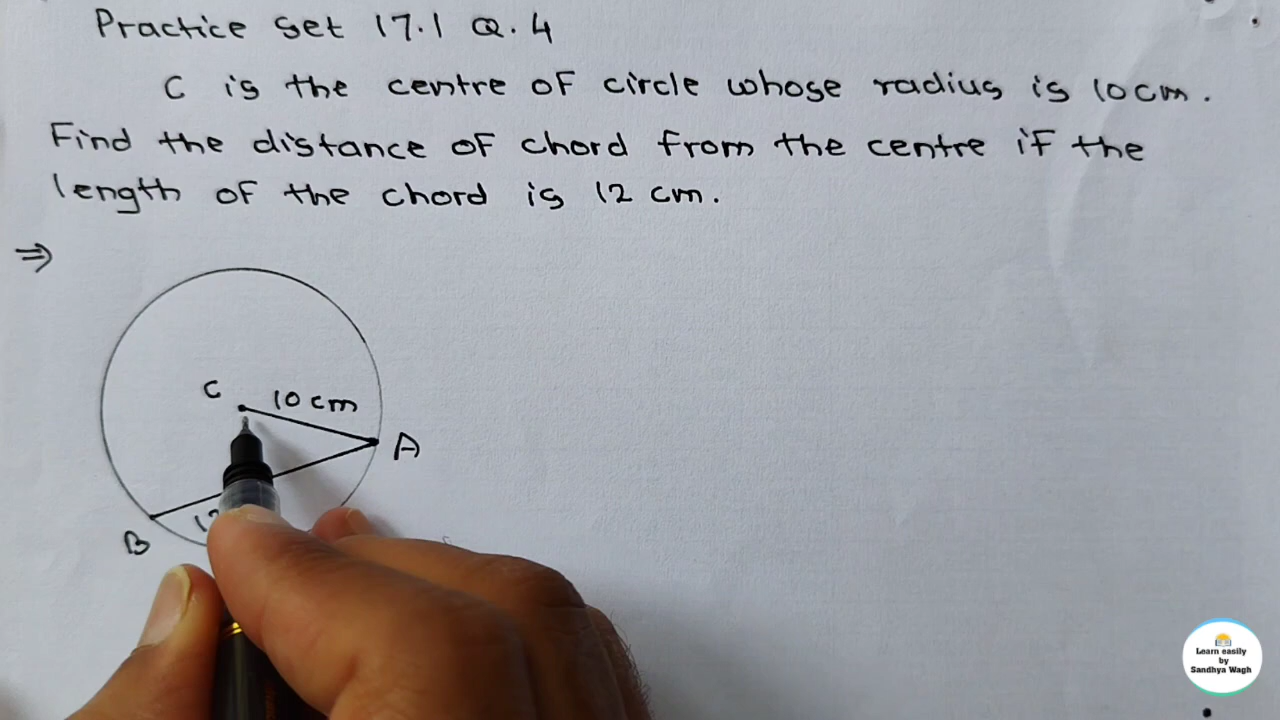 Practice set 17.1 Q.4
C is the centre of circle whose radius is 10cm.
Find the distance of chord from the centre if the
length of the chord is 12 cm.
⇒
C
10 cm
A
B
Learn easily
by
Sandhya Wagh